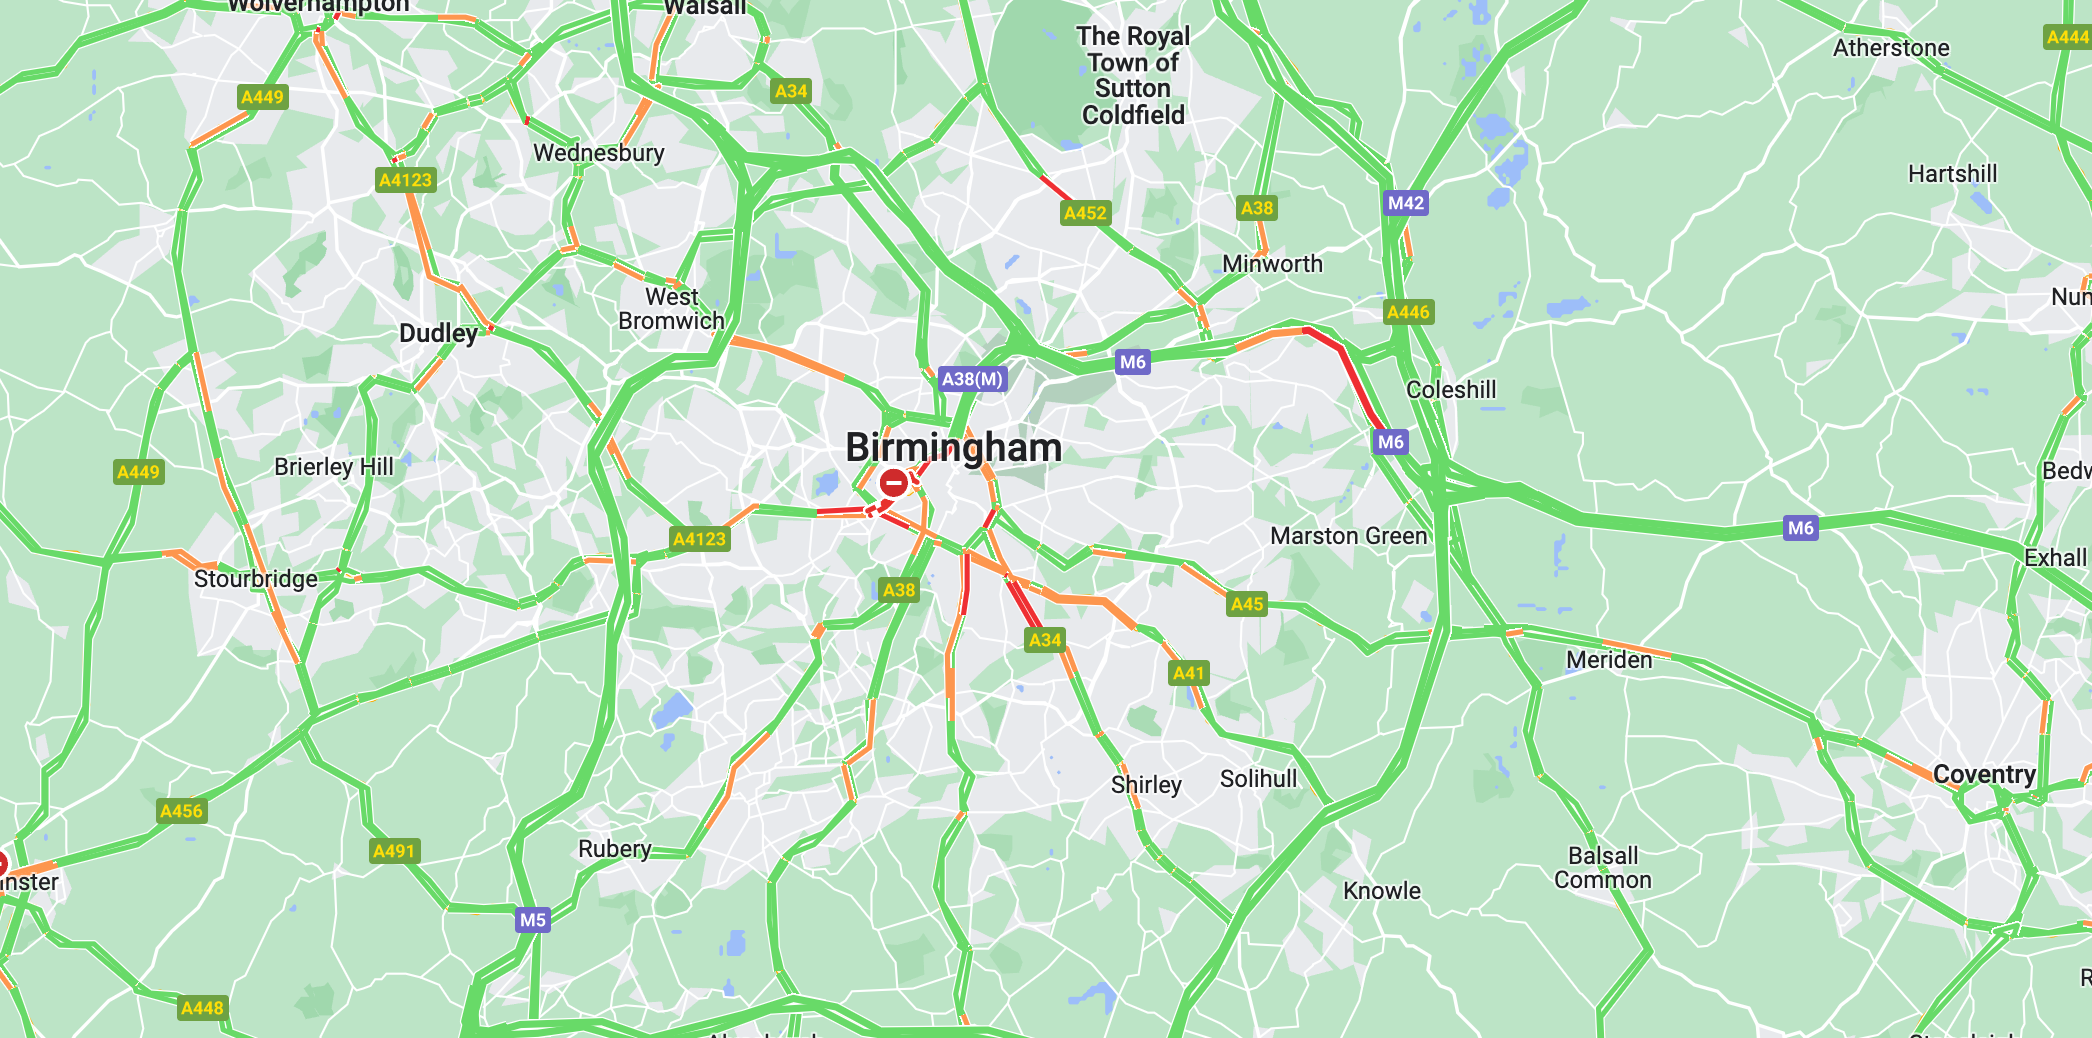 Wolverhampton
Walsall
The Royal
Town of
Sutton
Coldfield
Atherstone
A444
A449
A34
Wednesbury
A4123
Hartshill
M42
A38
A452
Minworth
West
Bromwich
Nun
A446
Dudley
M6
A38(M)
Coleshill
Birmingham
M6
Brierley Hill
A449
Bedw
M6
Marston Green
A4123
Exhall
Stourbridge
A38
A45
A34
Meriden
A41
Coventry
Shirley
Solihull
A456
A491
Rubery
Balsall
Common
inster
Knowle
M5
R
A448